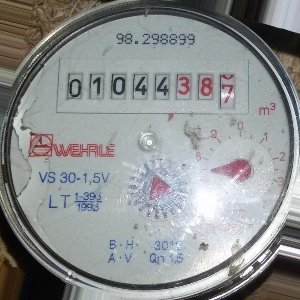 98.298899
01044387
m³
WEHRLE
VS 30-1,5V
LT 1-393
1993
B·H· 30°
A·V Qn 1,5